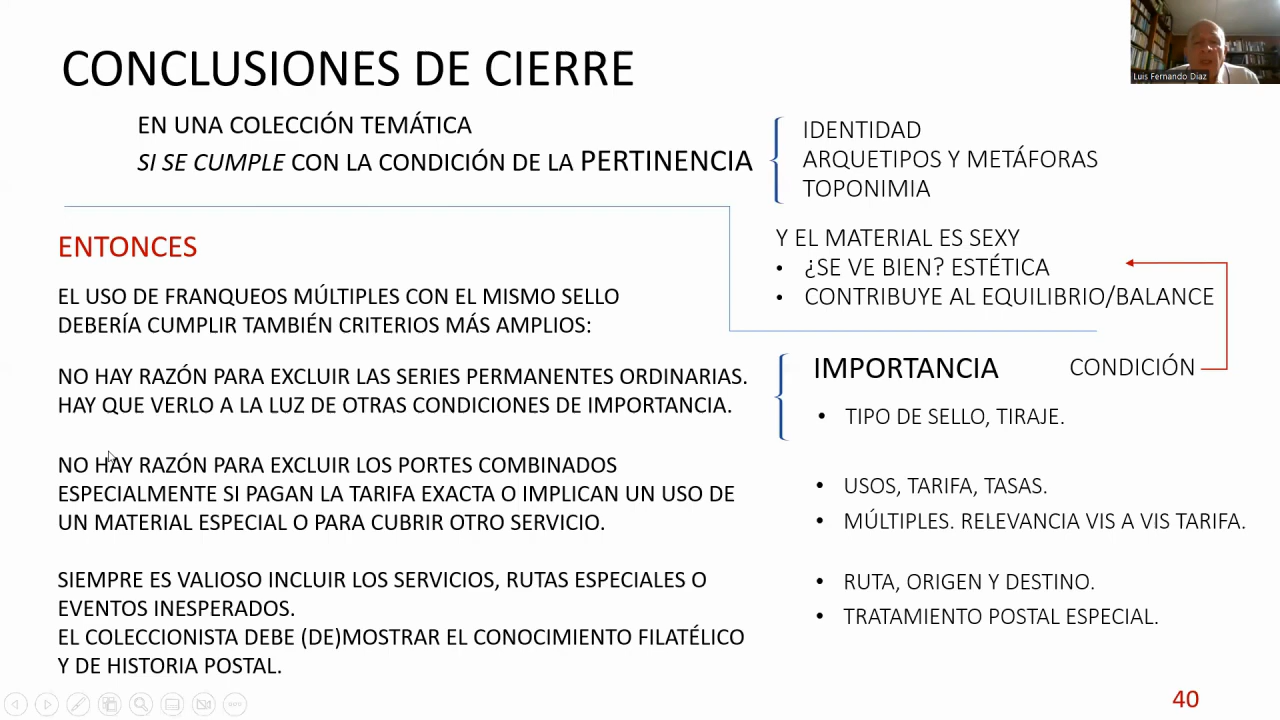 CONCLUSIONES DE CIERRE
Luis Fernando Diaz
EN UNA COLECCIÓN TEMÁTICA
SI SE CUMPLE CON LA CONDICIÓN DE LA PERTINENCIA
IDENTIDAD
ARQUETIPOS Y METÁFORAS
TOPONIMIA
Y EL MATERIAL ES SEXY
• ¿SE VE BIEN? ESTÉTICA
• CONTRIBUYE AL EQUILIBRIO/BALANCE
ENTONCES
EL USO DE FRANQUEOS MÚLTIPLES CON EL MISMO SELLO
DEBERÍA CUMPLIR TAMBIÉN CRITERIOS MÁS AMPLIOS:
NO HAY RAZÓN PARA EXCLUIR LAS SERIES PERMANENTES ORDINARIAS.
HAY QUE VERLO A LA LUZ DE OTRAS CONDICIONES DE IMPORTANCIA.
NO HAY RAZÓN PARA EXCLUIR LOS PORTES COMBINADOS
ESPECIALMENTE SI PAGAN LA TARIFA EXACTA O IMPLICAN UN USO DE
UN MATERIAL ESPECIAL O PARA CUBRIR OTRO SERVICIO.
SIEMPRE ES VALIOSO INCLUIR LOS SERVICIOS, RUTAS ESPECIALES O
EVENTOS INESPERADOS.
EL COLECCIONISTA DEBE (DE)MOSTRAR EL CONOCIMIENTO FILATÉLICO
Y DE HISTORIA POSTAL.
IMPORTANCIA
CONDICIÓN
• TIPO DE SELLO, TIRAJE.
• USOS, TARIFA, TASAS.
• MÚLTIPLES. RELEVANCIA VIS A VIS TARIFA.
• RUTA, ORIGEN Y DESTINO.
• TRATAMIENTO POSTAL ESPECIAL.
40